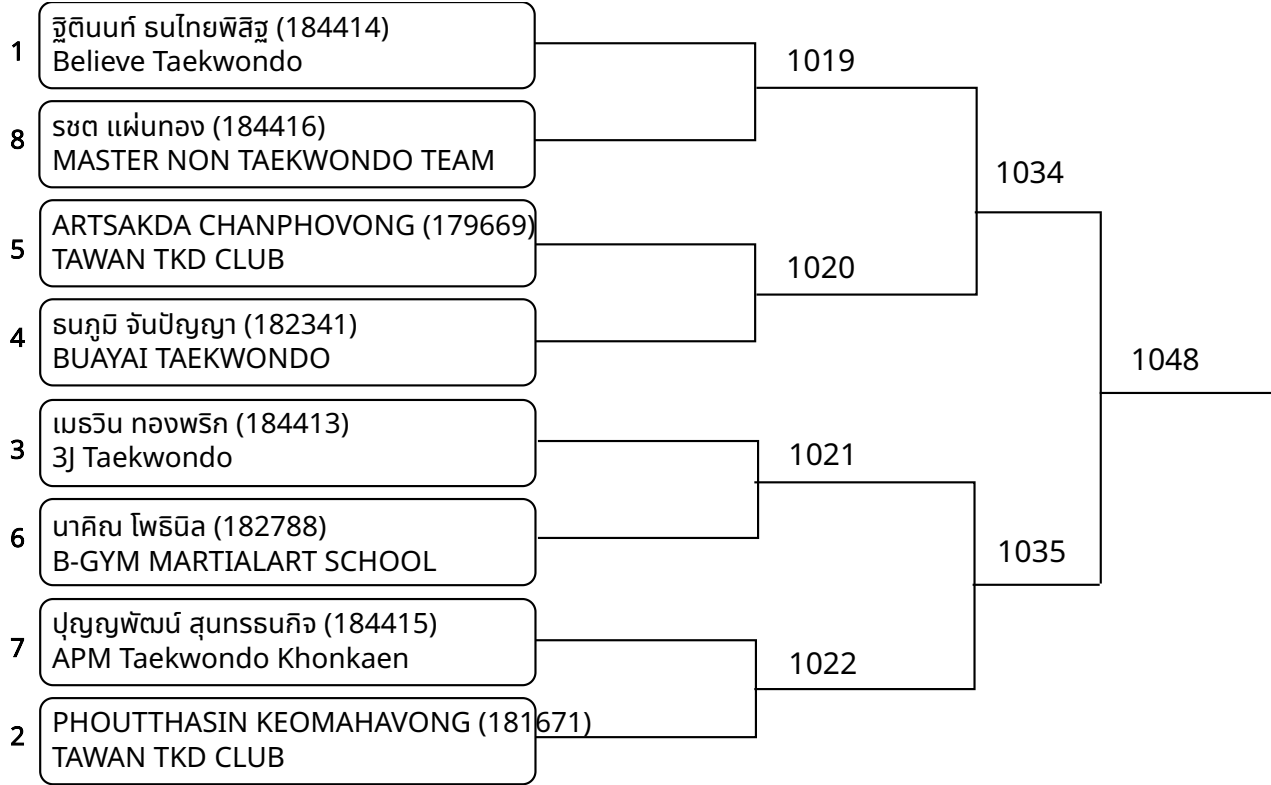 1
ฐิตินนท์ ธนไทยพิสิฐ (184414)
Believe Taekwondo
8
รชต แผ่นทอง (184416)
MASTER NON TAEKWONDO TEAM
1019
5
ARTSAKDA CHANPHOVONG (179669)
TAWAN TKD CLUB
4
ธนภูมิ จันปัญญา (182341)
BUAYAI TAEKWONDO
1020
1034
3
เมธวิน ทองพริก (184413)
3J Taekwondo
6
นาคิณ โพธินิล (182788)
B-GYM MARTIALART SCHOOL
1021
7
ปุญญพัฒน์ สุนทรธนกิจ (184415)
APM Taekwondo Khonkaen
2
PHOUTTHASIN KEOMAHAVONG (181671)
TAWAN TKD CLUB
1022
1035
1048